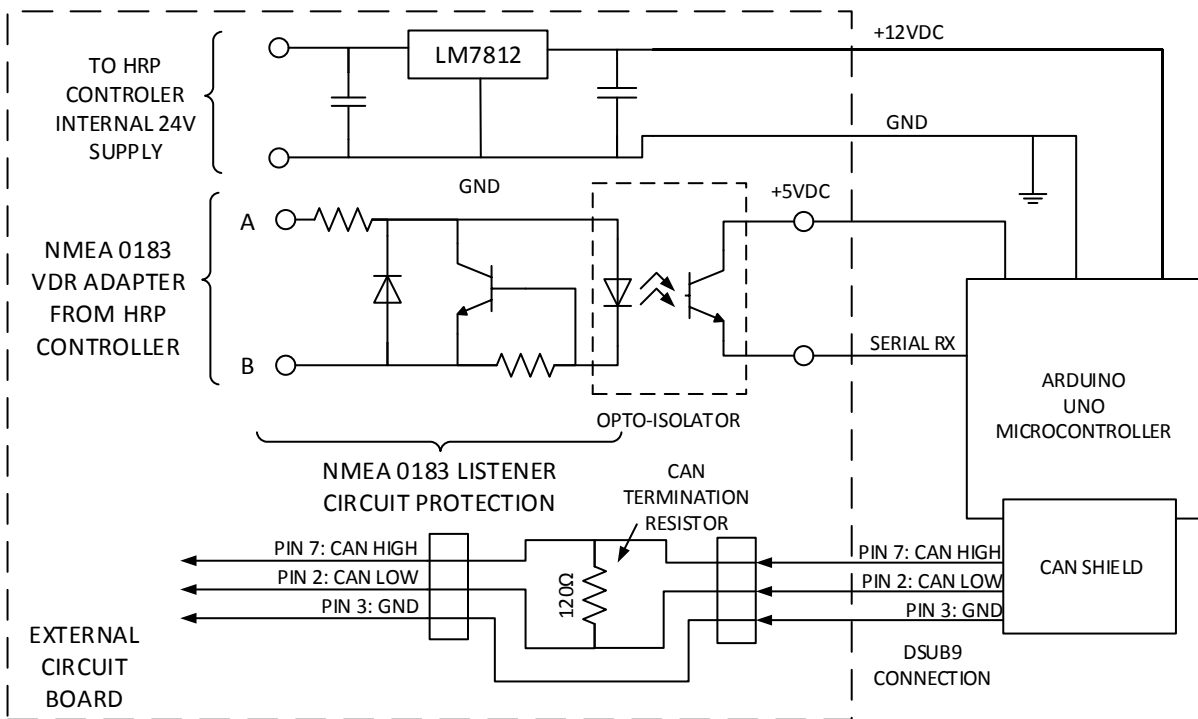 TO HRP
CONTROLER
INTERNAL 24V
SUPPLY
LM7812
+12VDC
GND
GND
+5VDC
NMEA 0183
VDR ADAPTER
FROM HRP
CONTROLLER
A
B
SERIAL RX
ARDUINO
UNO
MICROCONTROLLER
OPTO-ISOLATOR
NMEA 0183 LISTENER
CIRCUIT PROTECTION
CAN
TERMINATION
RESISTOR
PIN 7: CAN HIGH
PIN 2: CAN LOW
PIN 3: GND
120Ω
PIN 7: CAN HIGH
PIN 2: CAN LOW
PIN 3: GND
CAN SHIELD
EXTERNAL
CIRCUIT
BOARD
DSUB9
CONNECTION